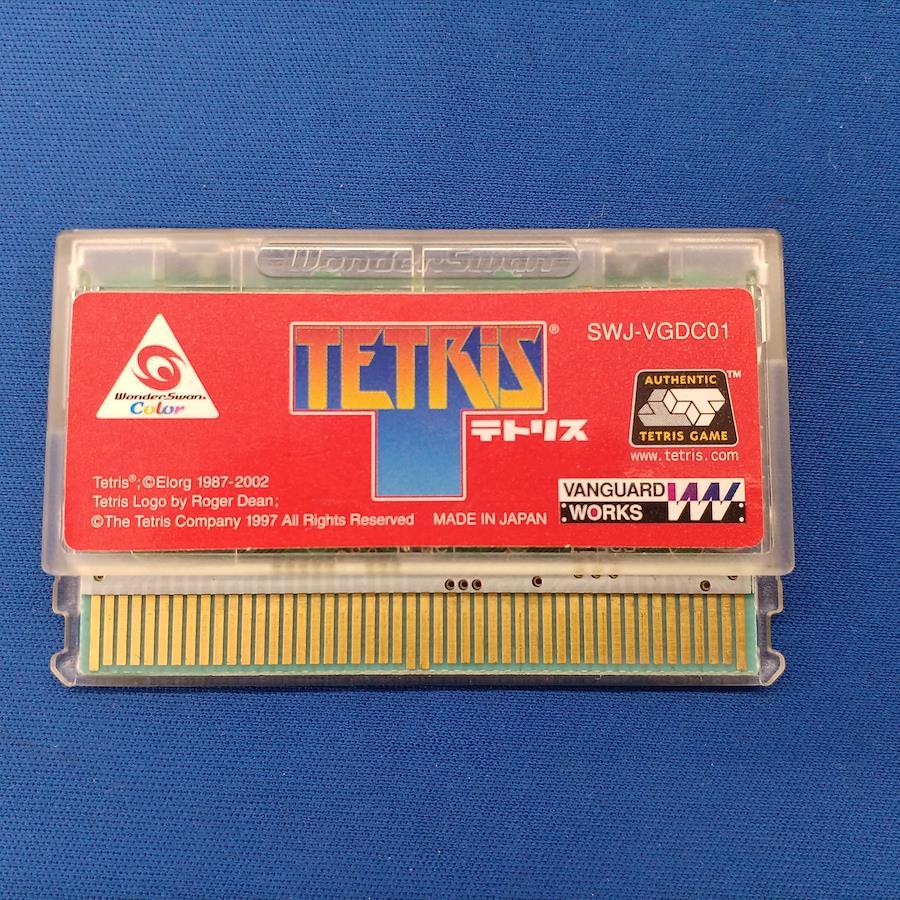 WonderSwan
WonderSwan
Color
TETRiS®
テトリス
SWJ-VGDC01
AUTHENTIC™
TETRIS GAME
www.tetris.com
Tetris®;©Elorg 1987-2002
Tetris Logo by Roger Dean;
©The Tetris Company 1997 All Rights Reserved
MADE IN JAPAN
VANGUARD
WORKS
VW